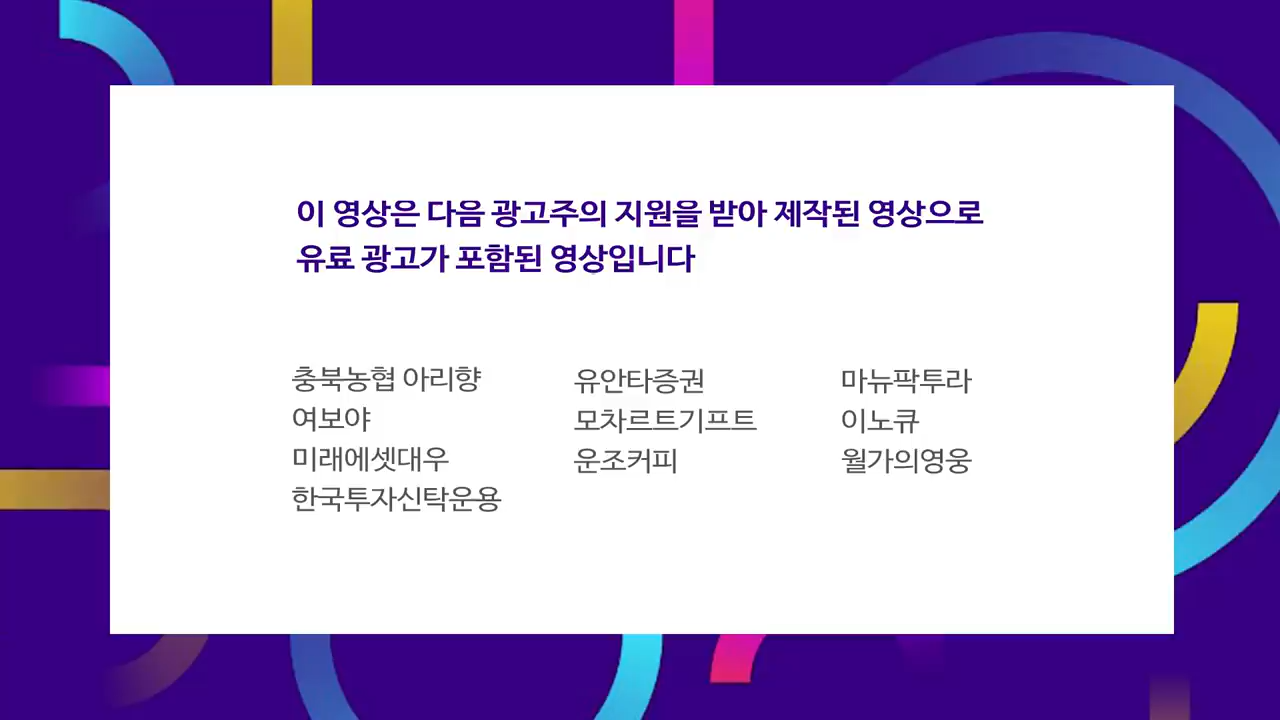 이 영상은 다음 광고주의 지원을 받아 제작된 영상으로
유료 광고가 포함된 영상입니다
충북농협 아리향
여보야
미래에셋대우
한국투자신탁운용
유안타증권
모차르트기프트
운조커피
마뉴팍투라
이노큐
월가의영웅